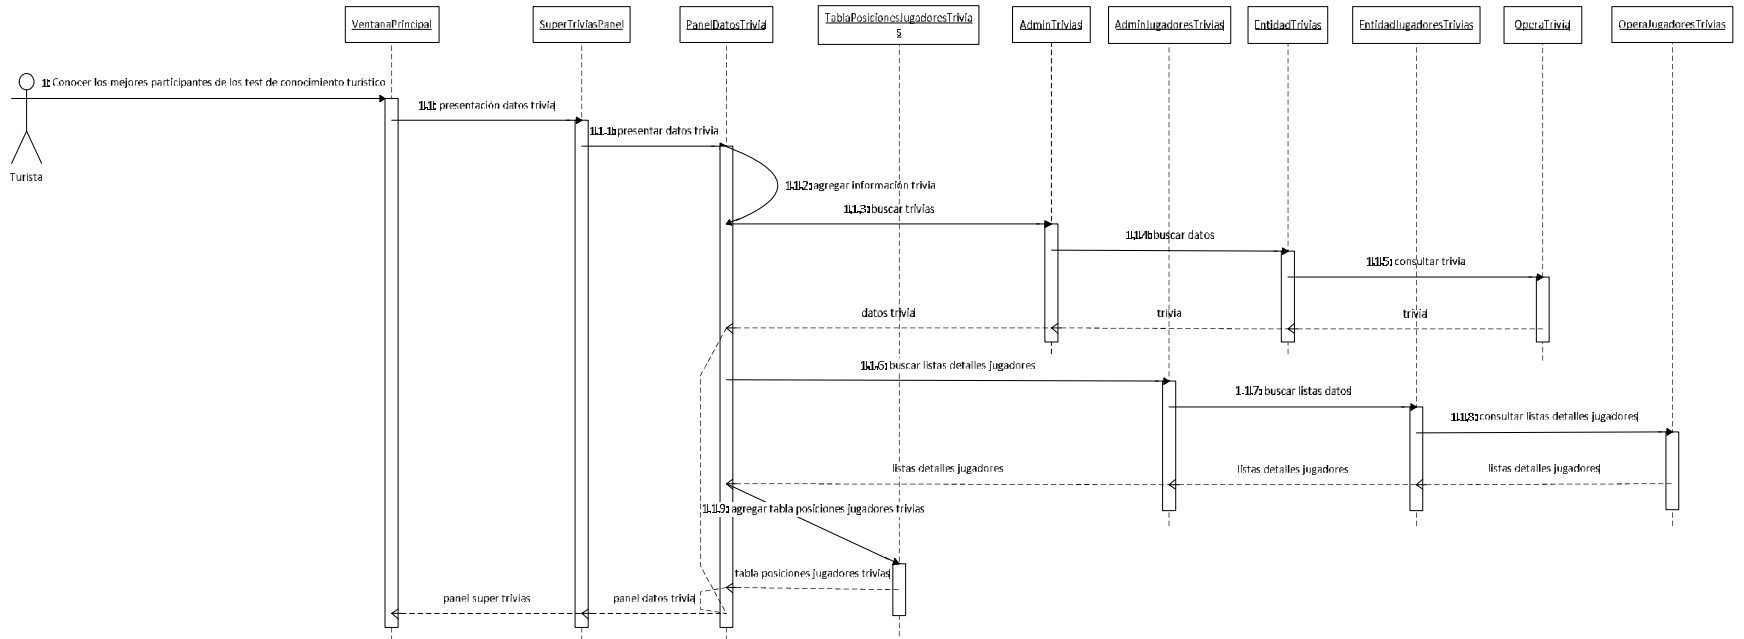 VentanaPrincipal
SuperTriviasPanel
PanelDatosTrivia
TablaPosicionesJugadoresTrivia
s
AdminTrivias
AdminJugadoresTrivias
EntidadTrivias
EntidadJugadoresTrivias
OperaTrivia
OperaJugadoresTrivias
1: Conocer los mejores participantes de los test de conocimiento turístico
1.1: presentación datos trivia
1.1.1: presentar datos trivia
Turista
1.1.2: agregar información trivia
1.1.3: buscar trivias
1.1.4: buscar datos
1.1.5: consultar trivia
datos trivia
trivia
trivia
1.1.6: buscar listas detalles jugadores
1.1.7: buscar listas datos
1.1.8: consultar listas detalles jugadores
listas detalles jugadores
listas detalles jugadores
listas detalles jugadores
1.1.9: agregar tabla posiciones jugadores trivias
tabla posiciones jugadores trivias
panel super trivias
panel datos trivia